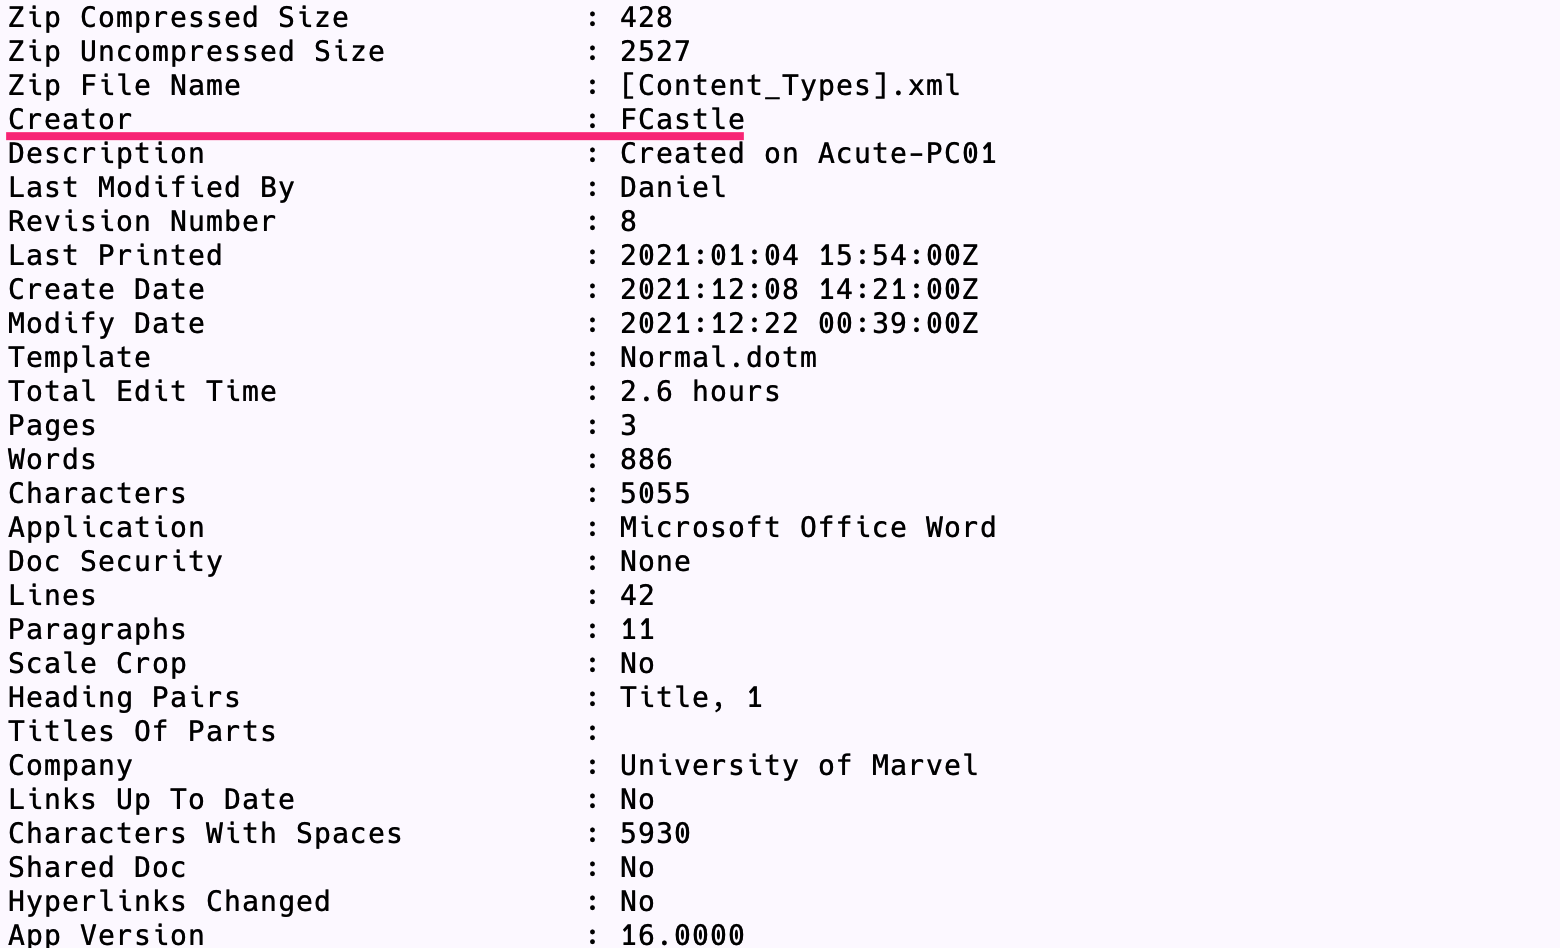 Zip Compressed Size : 428
Zip Uncompressed Size : 2527
Zip File Name : [Content_Types].xml
Creator : FCastle
Description : Created on Acute-PC01
Last Modified By : Daniel
Revision Number : 8
Last Printed : 2021:01:04 15:54:00Z
Create Date : 2021:12:08 14:21:00Z
Modify Date : 2021:12:22 00:39:00Z
Template : Normal.dotm
Total Edit Time : 2.6 hours
Pages : 3
Words : 886
Characters : 5055
Application : Microsoft Office Word
Doc Security : None
Lines : 42
Paragraphs : 11
Scale Crop : No
Heading Pairs : Title, 1
Titles Of Parts :
Company : University of Marvel
Links Up To Date : No
Characters With Spaces : 5930
Shared Doc : No
Hyperlinks Changed : No
App Version : 16.0000